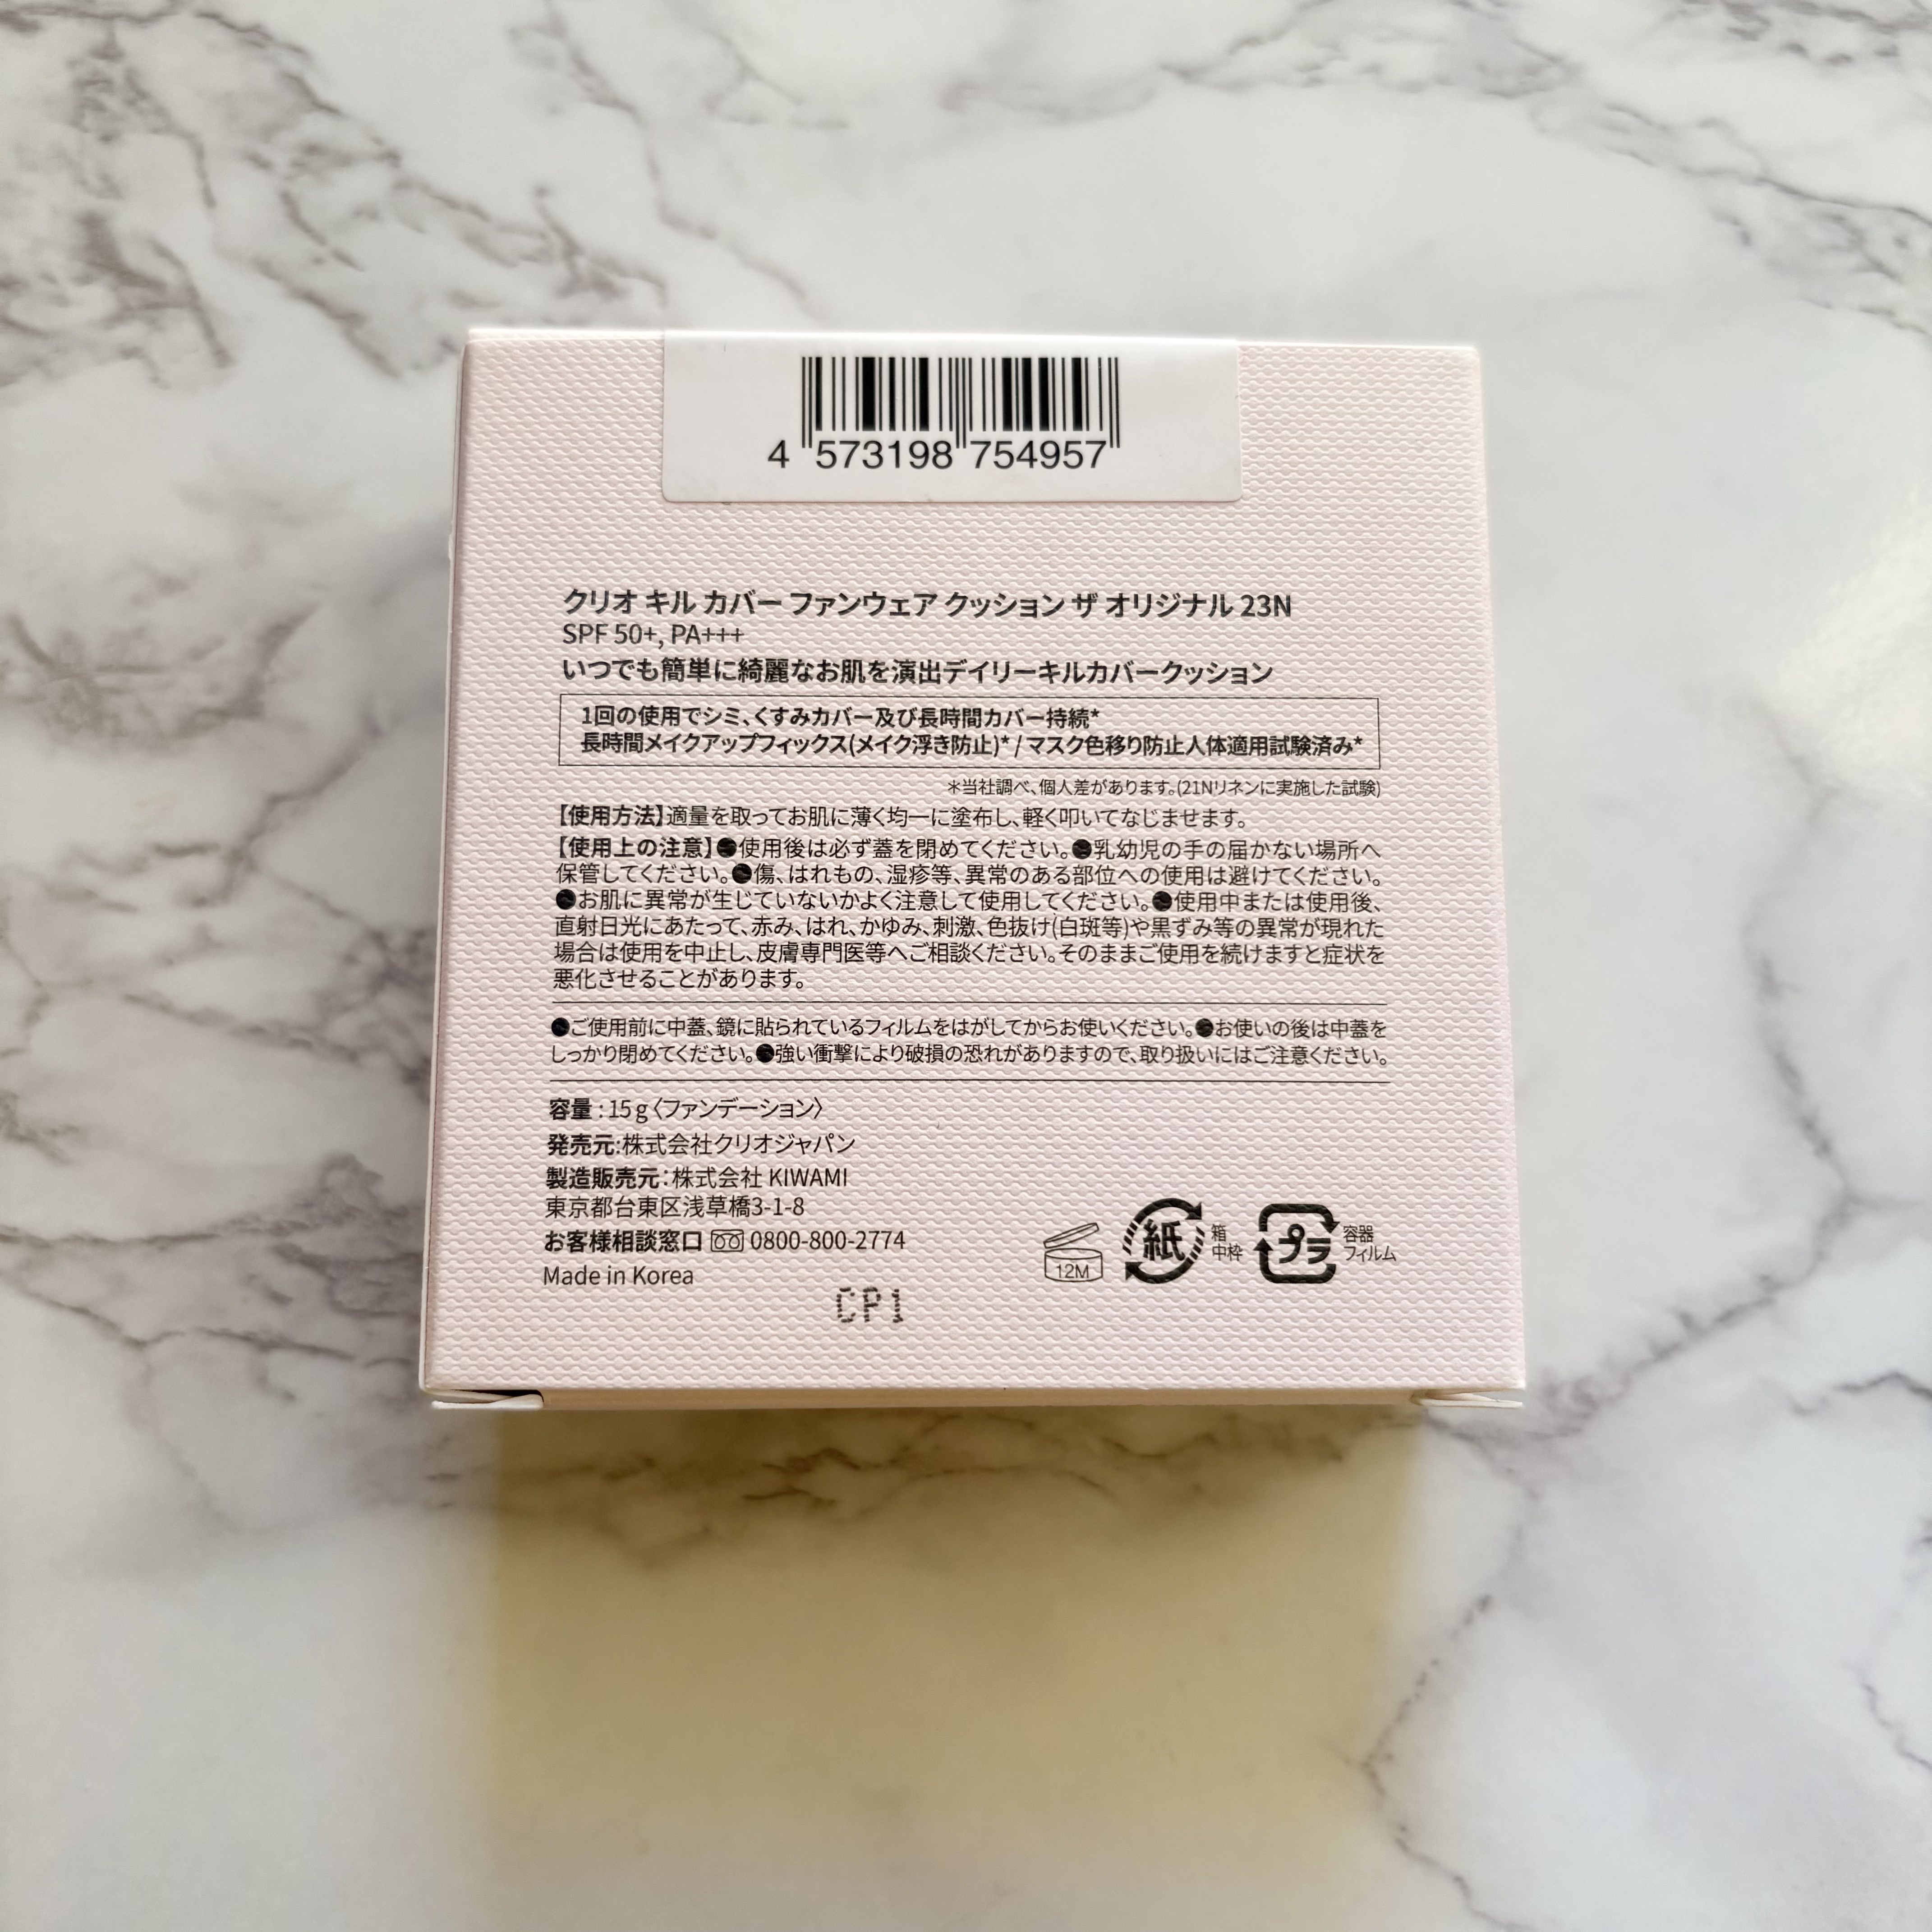 4 573198 754957
クリオ キル カバー ファンウェア クッション ザ オリジナル 23N
SPF 50+, PA+++
いつでも簡単に綺麗なお肌を演出デイリーキルカバークッション
1回の使用でシミ、くすみカバー及び長時間カバー持続*
長時間メイクアップフィックス(メイク浮き防止)* / マスク色移り防止人体適用試験済み*
*当社調べ、個人差があります。(21Nリネンに実施した試験)
【使用方法】適量を取ってお肌に薄く均一に塗布し、軽く叩いてなじませます。
【使用上の注意】●使用後は必ず蓋を閉めてください。●乳幼児の手の届かない場所へ
保管してください。●傷、はれもの、湿疹等、異常のある部位への使用は避けてください。
●お肌に異常が生じていないかよく注意して使用してください。●使用中または使用後、
直射日光にあたって、赤み、はれ、かゆみ、刺激、色抜け(白斑等)や黒ずみ等の異常が現れた
場合は使用を中止し、皮膚専門医等へご相談ください。そのままご使用を続けますと症状を
悪化させることがあります。
●ご使用前に中蓋、鏡に貼られているフィルムをはがしてからお使いください。●お使いの後は中蓋を
しっかり閉めてください。●強い衝撃により破損の恐れがありますので、取り扱いにはご注意ください。
容量 : 15 g〈ファンデーション〉
発売元:株式会社クリオジャパン
製造販売元：株式会社 KIWAMI
東京都台東区浅草橋3-1-8
お客様相談窓口 0800-800-2774
Made in Korea
12M
紙
箱
中枠
プラ
容器
フィルム
CP1